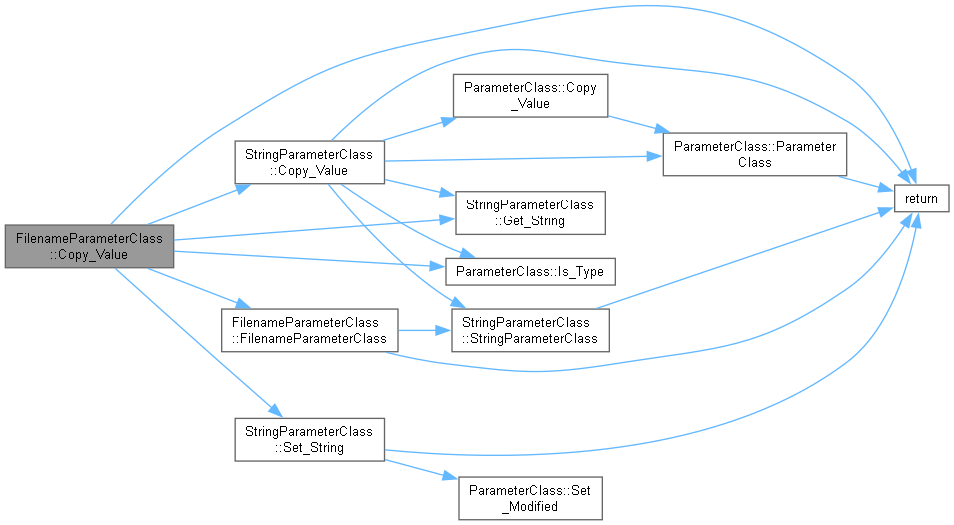 FilenameParameterClass
::Copy_Value
StringParameterClass
::Copy_Value
FilenameParameterClass
::FilenameParameterClass
StringParameterClass
::Set_String
ParameterClass::Copy
_Value
StringParameterClass
::Get_String
ParameterClass::Is_Type
StringParameterClass
::StringParameterClass
ParameterClass::Set
_Modified
ParameterClass::Parameter
Class
return